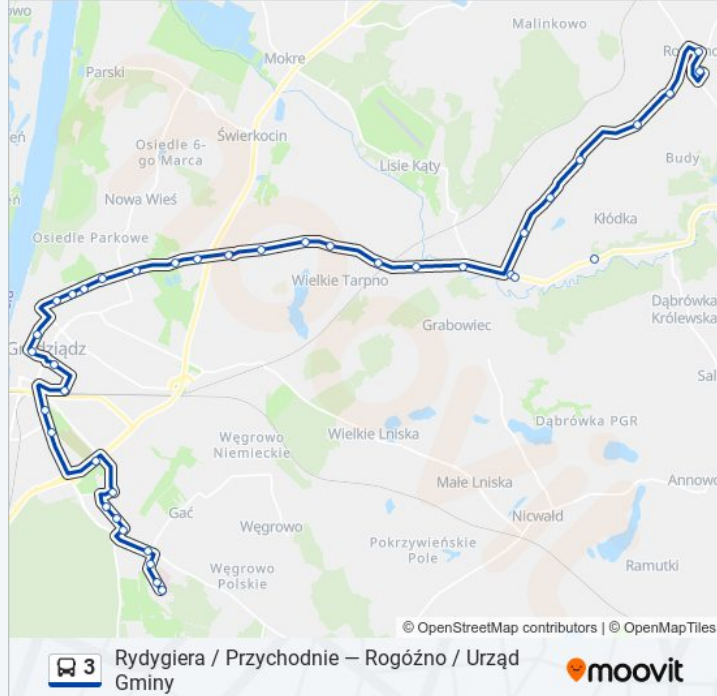 owo
Malinkowo
Mokre
Parski
Świerkocin
Osiedle 6-
go Marca
Lisie Kąty
Budy
Nowa Wieś
Kłódka
Osiedle Parkowe
Wielkie Tarpno
Dąbrówka
Królewska
Grabowiec
Sal
Dąbrówka PGR
Węgrowo
Niemieckie
Wielkie Lniska
Małe Lniska
Annowo
Gać
Nicwałd
Węgrowo
Pokrzywieńskie
Pole
Ramutki
Węgrowo
Polskie
© OpenStreetMap contributors | © OpenMapTiles
3
Rydygiera / Przychodnie — Rogóźno / Urząd
Gminy
moovit